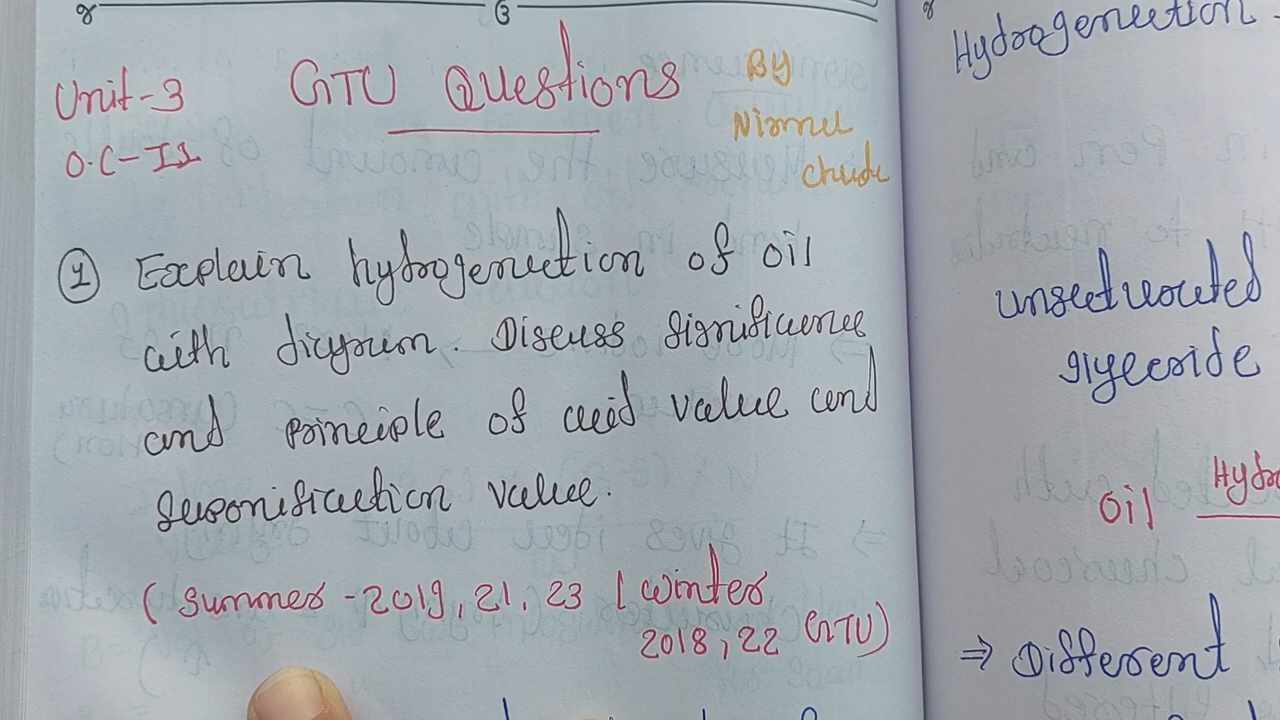 Unit-3
O.C-II
GTU Questions
By
Nirmal
chude
① Explain hydrogenation of oil
with diagram. Discuss significance
and principle of acid value and
saponification value.
(Summer - 2019, 21, 23 | winter
2018, 22 GTU)
Hydrogenation
unsaturated
glyceride
oil Hydro
⇒ Different